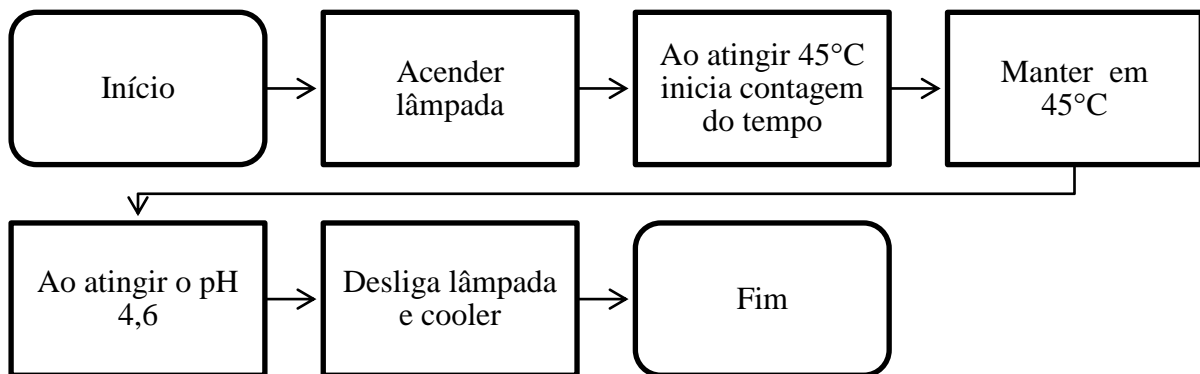 Início
Acender
lâmpada
Ao atingir 45°C
inicia contagem
do tempo
Manter em
45°C
Ao atingir o pH
4,6
Desliga lâmpada
e cooler
Fim